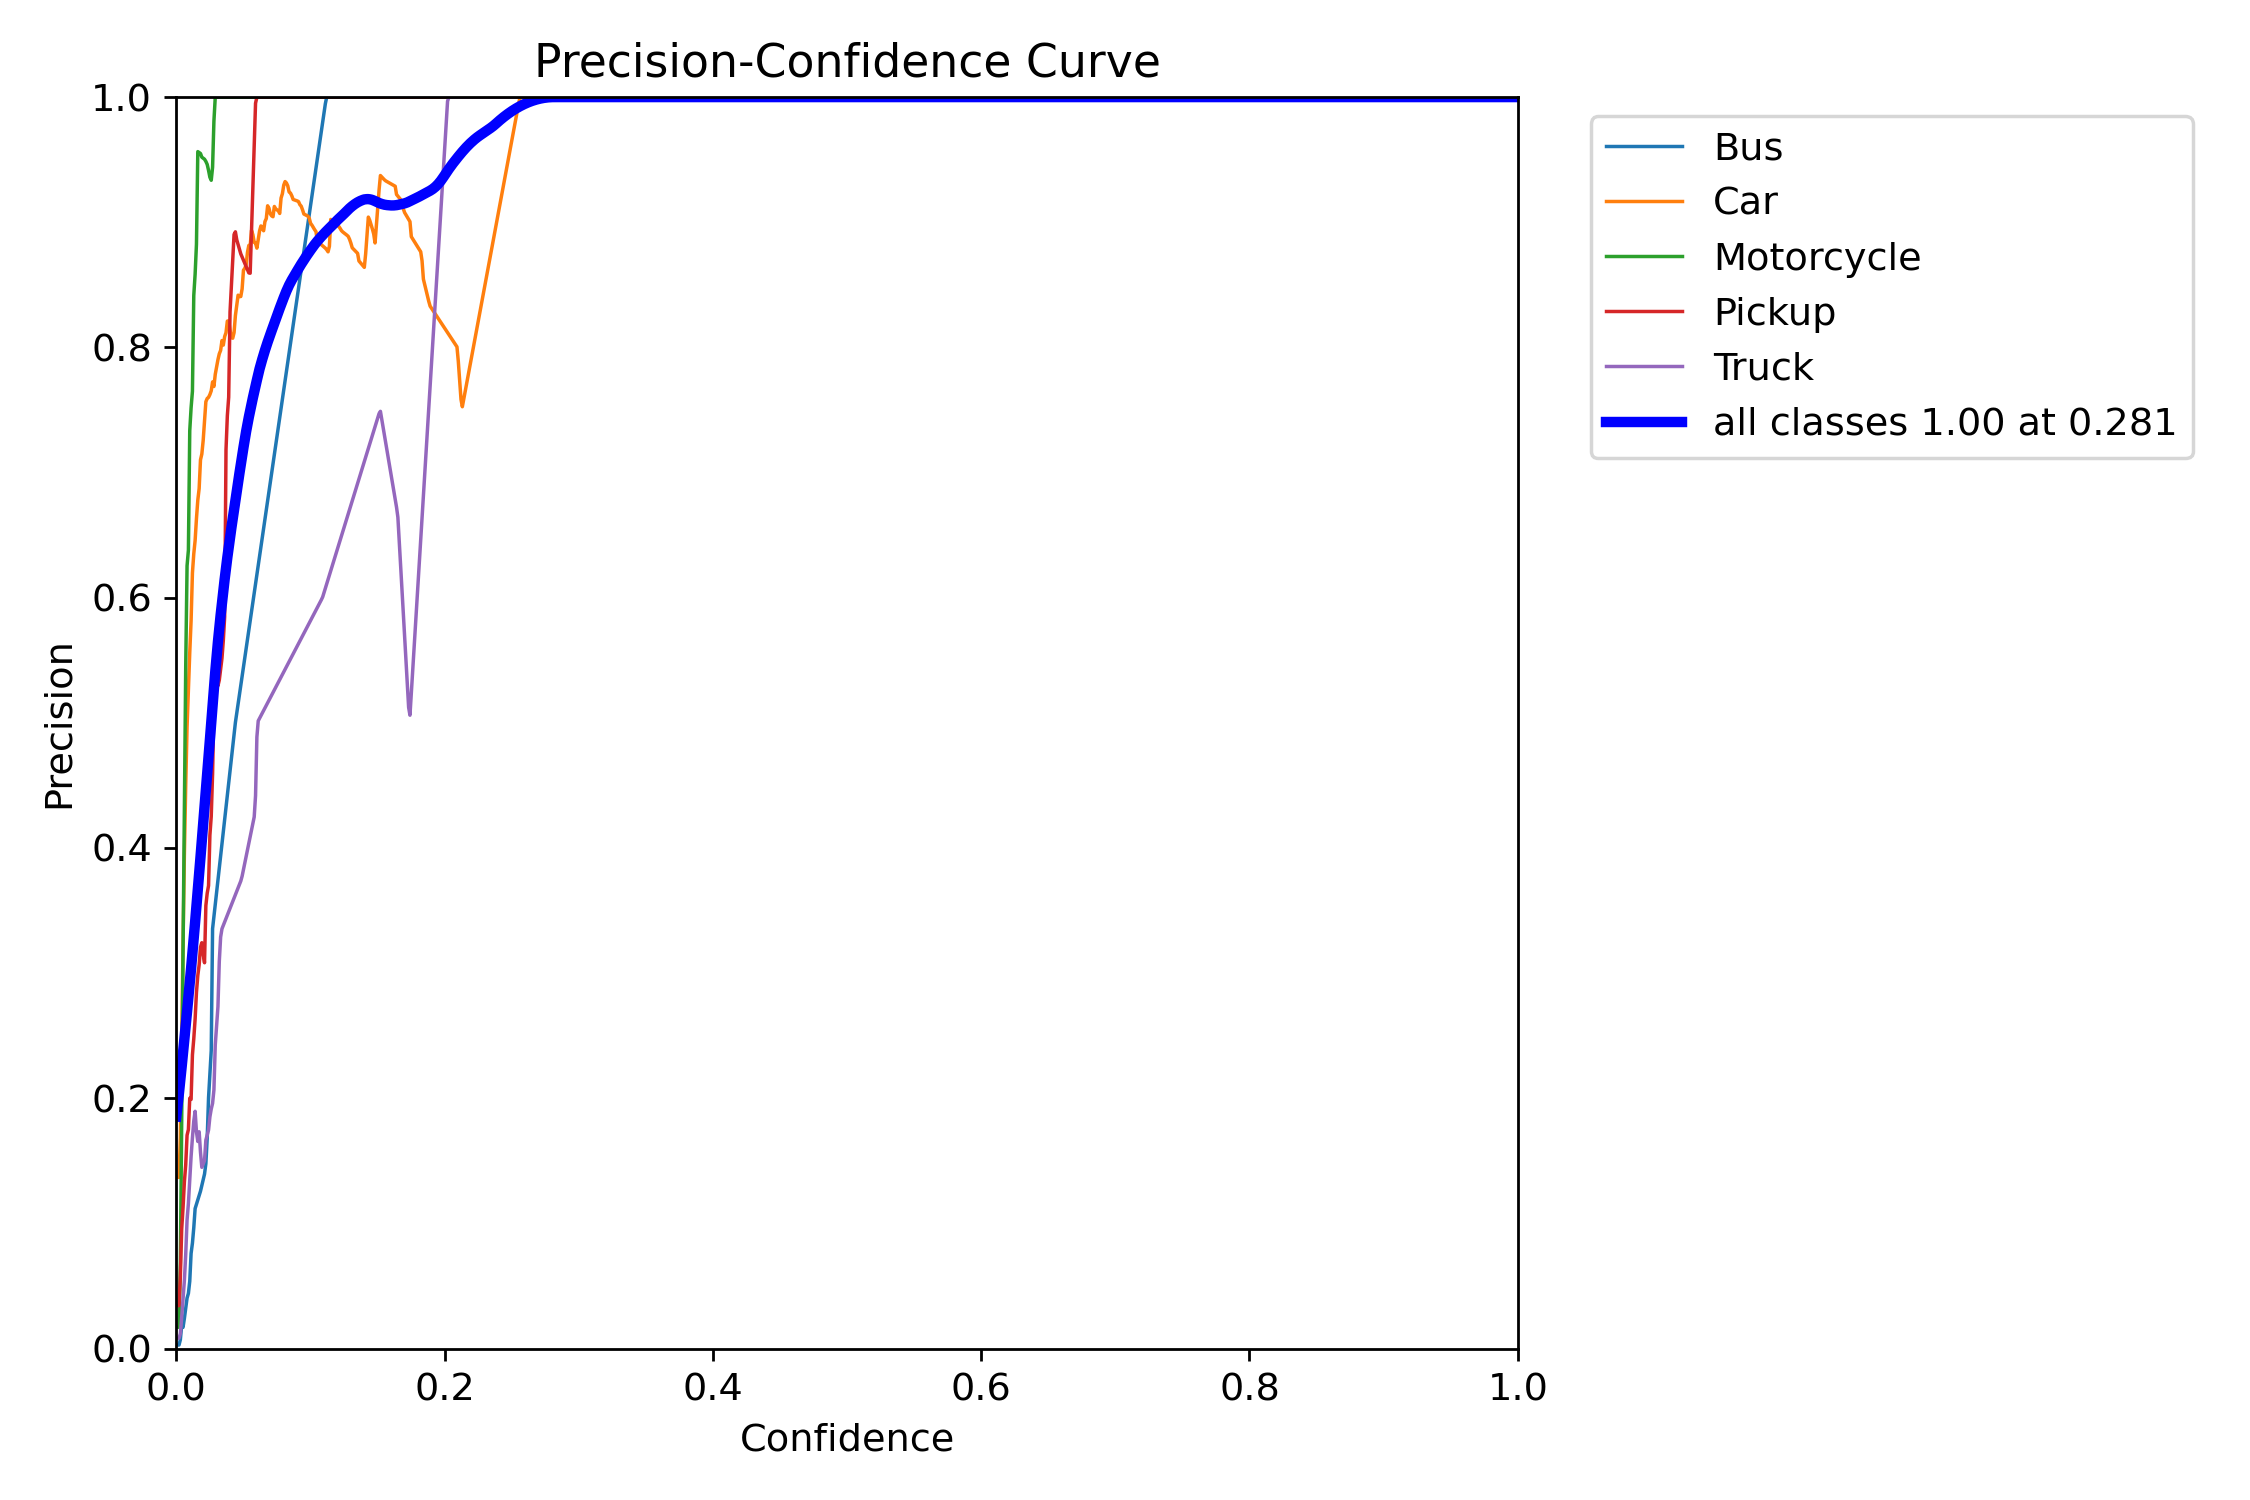 Precision-Confidence Curve
1.0
0.8
0.6
0.4
0.2
0.0
Precision
0.0 0.2 0.4 0.6 0.8 1.0
Confidence
Bus
Car
Motorcycle
Pickup
Truck
all classes 1.00 at 0.281